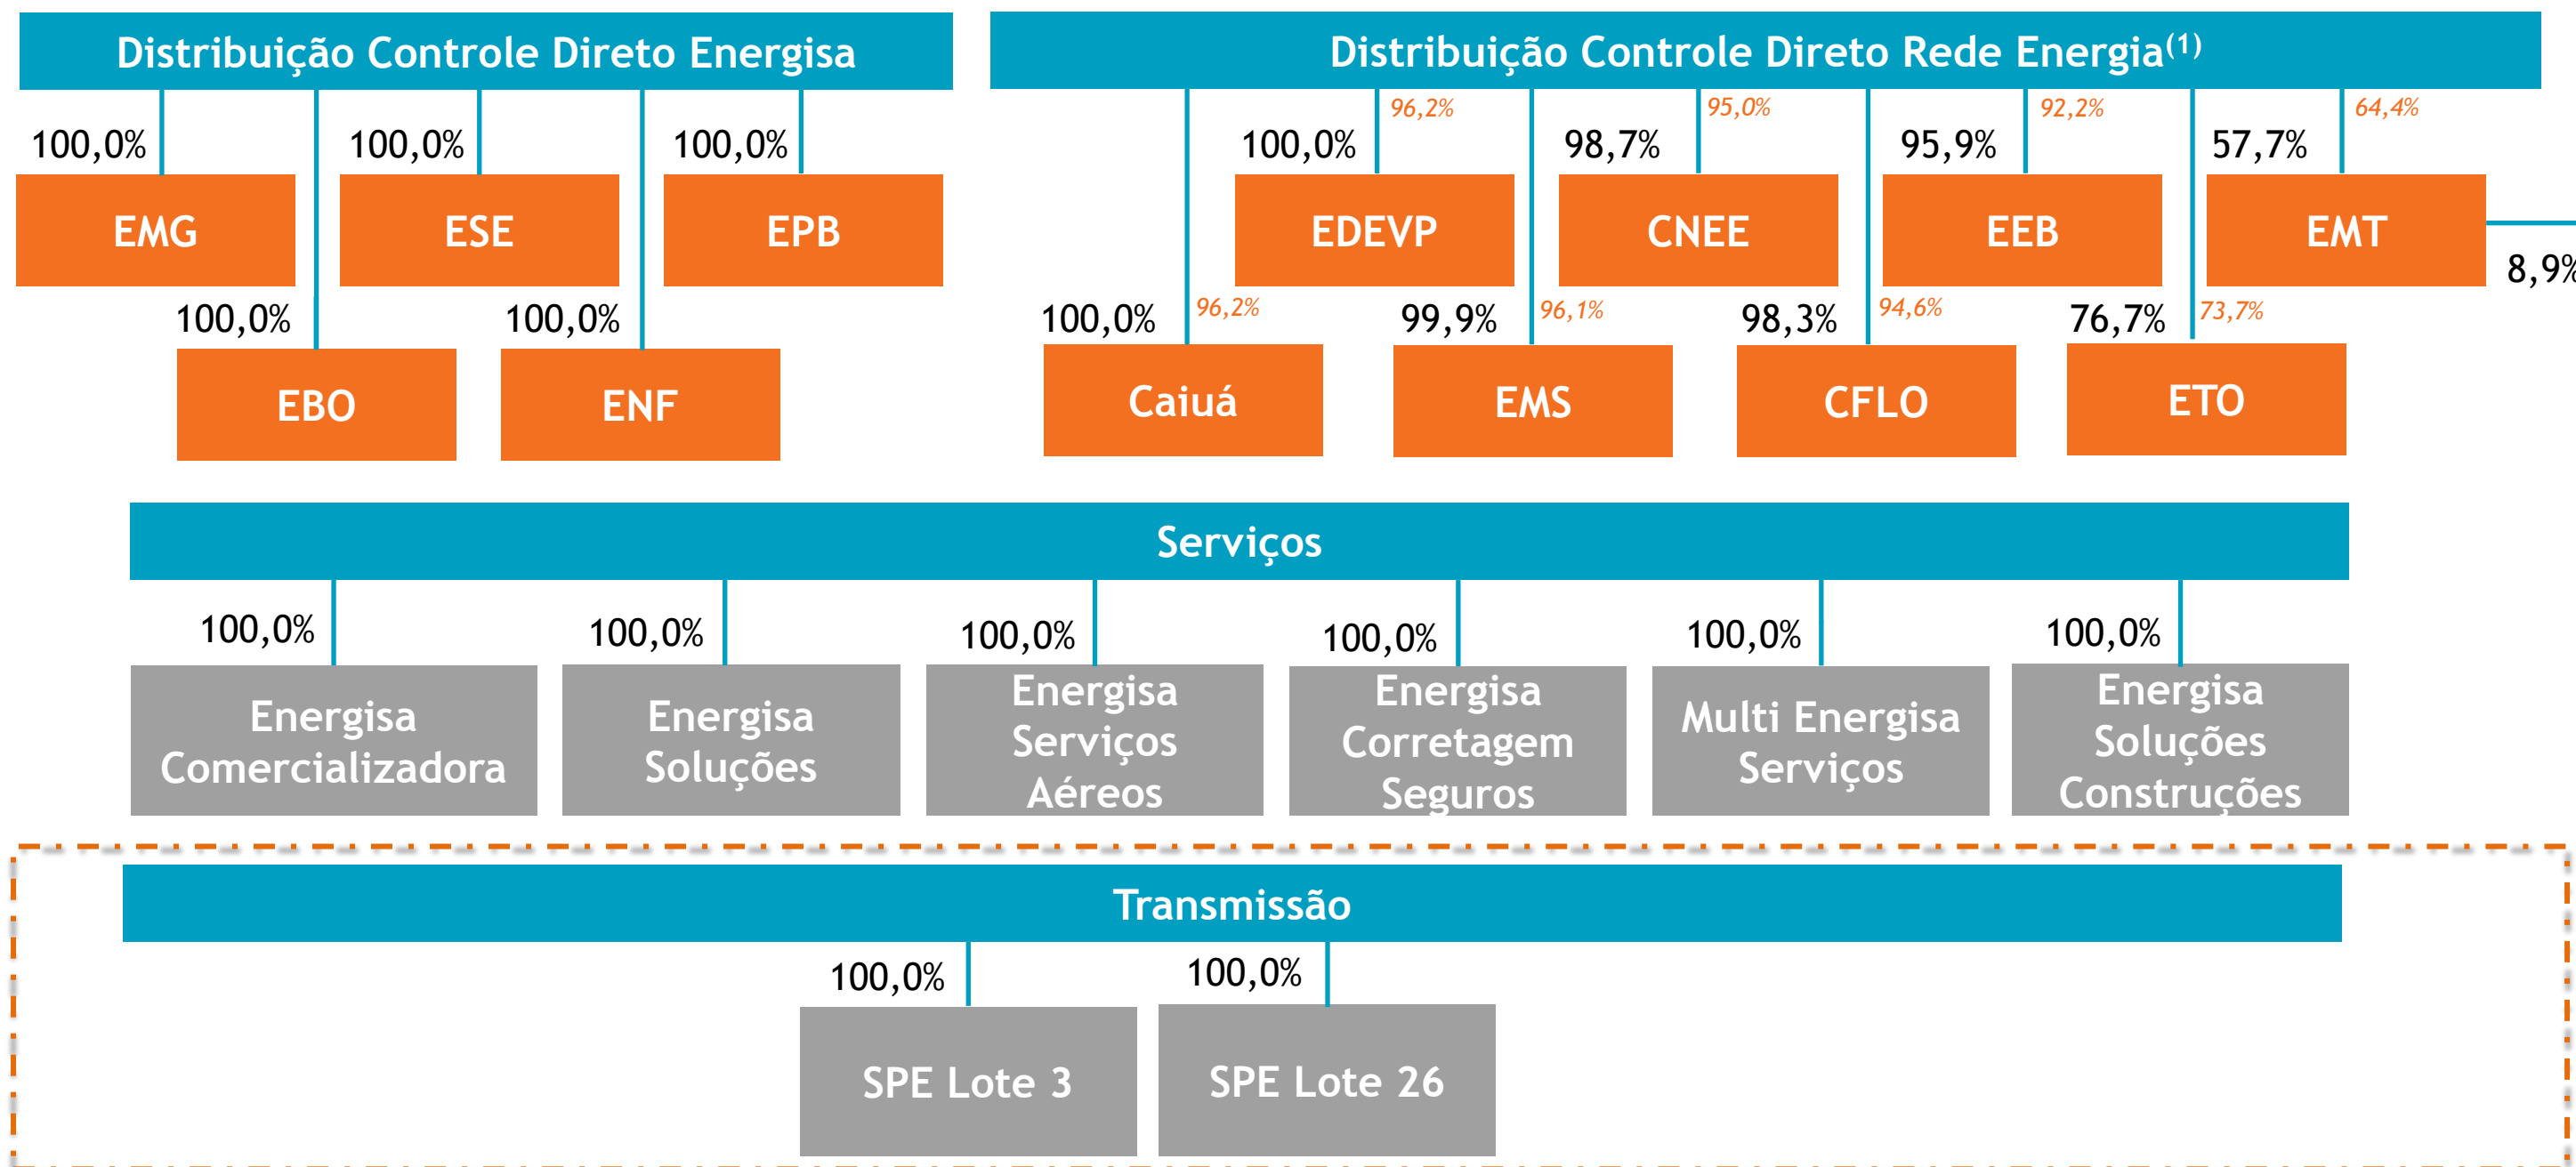 Distribuição Controle Direto Energisa
Distribuição Controle Direto Rede Energia(1)
96,2%
95,0%
92,2%
64,4%
100,0%
100,0%
100,0%
100,0%
98,7%
95,9%
57,7%
EMG
ESE
EPB
EDEVP
CNEE
EEB
EMT
8,9%
100,0%
100,0%
100,0%
96,2%
99,9%
96,1%
98,3%
94,6%
76,7%
73,7%
EBO
ENF
Caiuá
EMS
CFLO
ETO
Serviços
100,0%
100,0%
100,0%
100,0%
100,0%
100,0%
Energisa
Comercializadora
Energisa
Soluções
Energisa
Serviços
Aéreos
Energisa
Corretagem
Seguros
Multi Energisa
Serviços
Energisa
Soluções
Construções
Transmissão
100,0%
100,0%
SPE Lote 3
SPE Lote 26